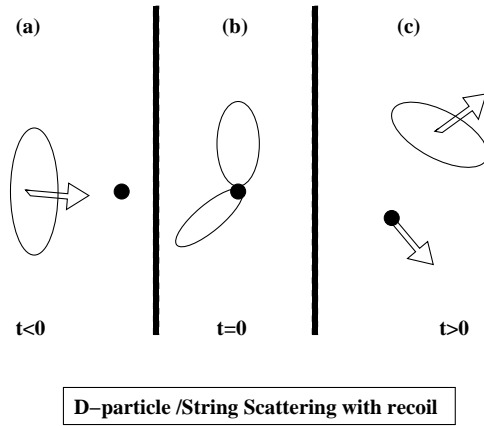 (a) (b) (c)
t<0 t=0 t>0
D−particle /String Scattering with recoil